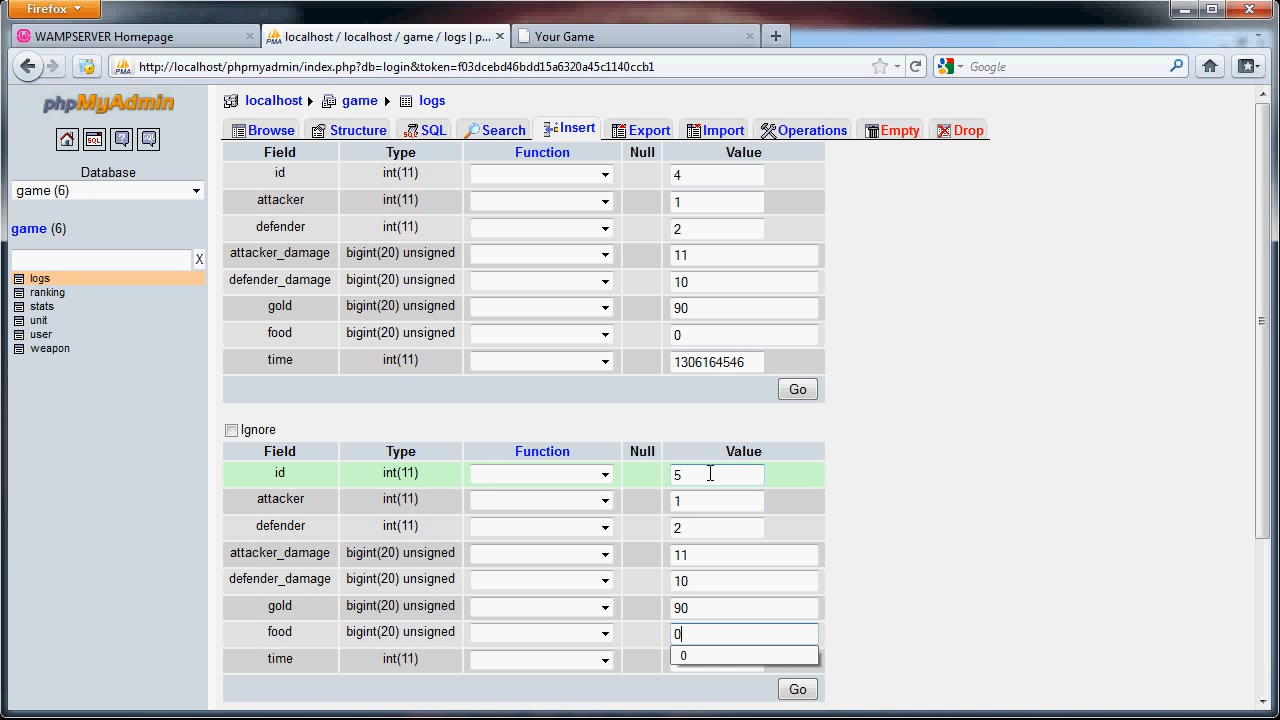 Firefox
WAMPSERVER Homepage
localhost / localhost / game / logs | p...
Your Game
http://localhost/phpmyadmin/index.php?db=login&token=f03dcebd46bdd15a6320a45c1140ccb1
Google
phpMyAdmin
localhost game logs
Browse Structure SQL Search Insert Export Import Operations Empty Drop
Database
game (6)
game (6)
X
logs
ranking
stats
unit
user
weapon
Field Type Function Null Value
id int(11) 4
attacker int(11) 1
defender int(11) 2
attacker_damage bigint(20) unsigned 11
defender_damage bigint(20) unsigned 10
gold bigint(20) unsigned 90
food bigint(20) unsigned 0
time int(11) 1306164546
Go
Ignore
Field Type Function Null Value
id int(11) 5
attacker int(11) 1
defender int(11) 2
attacker_damage bigint(20) unsigned 11
defender_damage bigint(20) unsigned 10
gold bigint(20) unsigned 90
food bigint(20) unsigned 0
0
time int(11)
Go